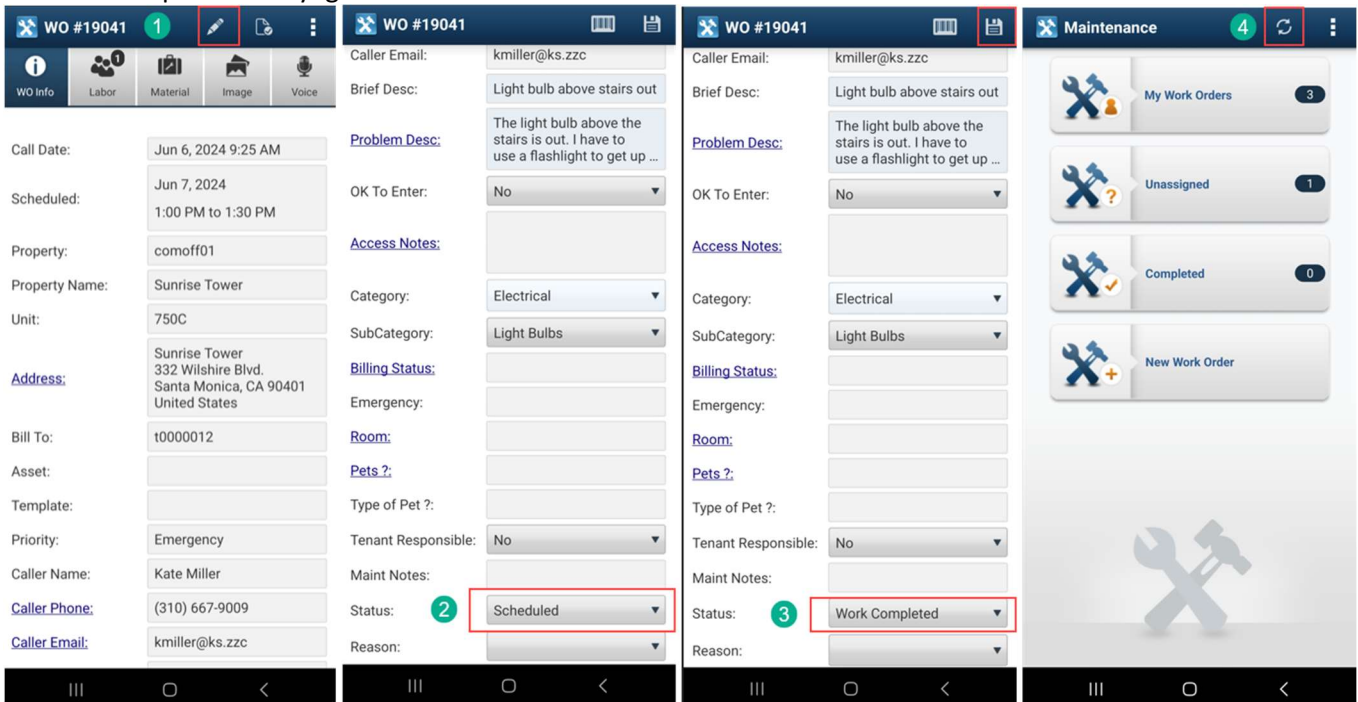 WO #19041 1
WO Info Labor 1 Material Image Voice
Call Date: Jun 6, 2024 9:25 AM
Scheduled: Jun 7, 2024
1:00 PM to 1:30 PM
Property: comoff01
Property Name: Sunrise Tower
Unit: 750C
Address: Sunrise Tower
332 Wilshire Blvd.
Santa Monica, CA 90401
United States
Bill To: t0000012
Asset:
Template:
Priority: Emergency
Caller Name: Kate Miller
Caller Phone: (310) 667-9009
Caller Email: kmiller@ks.zzc
WO #19041
Caller Email: kmiller@ks.zzc
Brief Desc: Light bulb above stairs out
Problem Desc: The light bulb above the
stairs is out. I have to
use a flashlight to get up ...
OK To Enter: No
Access Notes:
Category: Electrical
SubCategory: Light Bulbs
Billing Status:
Emergency:
Room:
Pets ?:
Type of Pet ?:
Tenant Responsible: No
Maint Notes:
Status: 2 Scheduled
Reason:
WO #19041
Caller Email: kmiller@ks.zzc
Brief Desc: Light bulb above stairs out
Problem Desc: The light bulb above the
stairs is out. I have to
use a flashlight to get up ...
OK To Enter: No
Access Notes:
Category: Electrical
SubCategory: Light Bulbs
Billing Status:
Emergency:
Room:
Pets ?:
Type of Pet ?:
Tenant Responsible: No
Maint Notes:
Status: 3 Work Completed
Reason:
Maintenance 4
My Work Orders 3
Unassigned 1
Completed 0
New Work Order